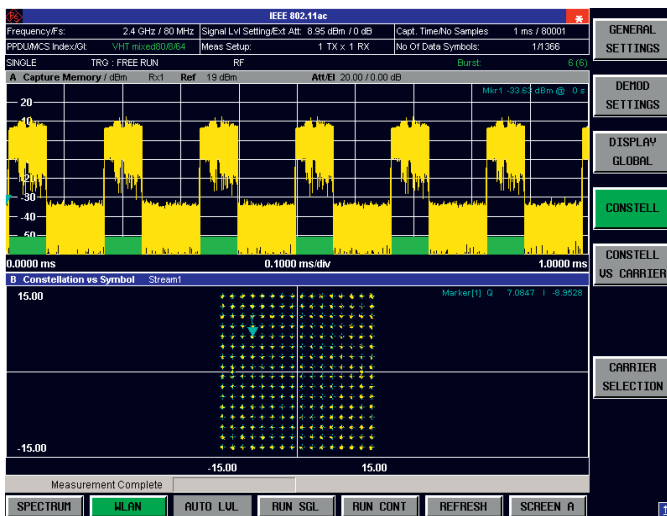 IEEE 802.11ac
Frequency/Fs: 2.4 GHz / 80 MHz Signal Lvl Setting/Ext Att: 8.95 dBm / 0 dB Capt. Time/No Samples 1 ms / 80001
PPDU/MCS Index/GI: VHT mixed80/8/64 Meas Setup: 1 TX x 1 RX No Of Data Symbols: 1/1366
SINGLE TRG : FREE RUN RF Burst: 6 (6)
A Capture Memory / dBm Rx1 Ref 19 dBm Att/El 20.00 / 0.00 dB
Mkr1 -33.63 dBm @ 0 s
20
10
-30
-40
-50
0.0000 ms 0.1000 ms/div 1.0000 ms
B Constellation vs Symbol Stream1
15.00 Marker[1] Q 7.0847 I -8.9528
-15.00
-15.00 15.00
Measurement Complete
SPECTRUM WLAN AUTO LVL RUN SGL RUN CONT REFRESH SCREEN A
GENERAL
SETTINGS
DEMOD
SETTINGS
DISPLAY
GLOBAL
CONSTELL
CONSTELL
VS CARRIER
CARRIER
SELECTION